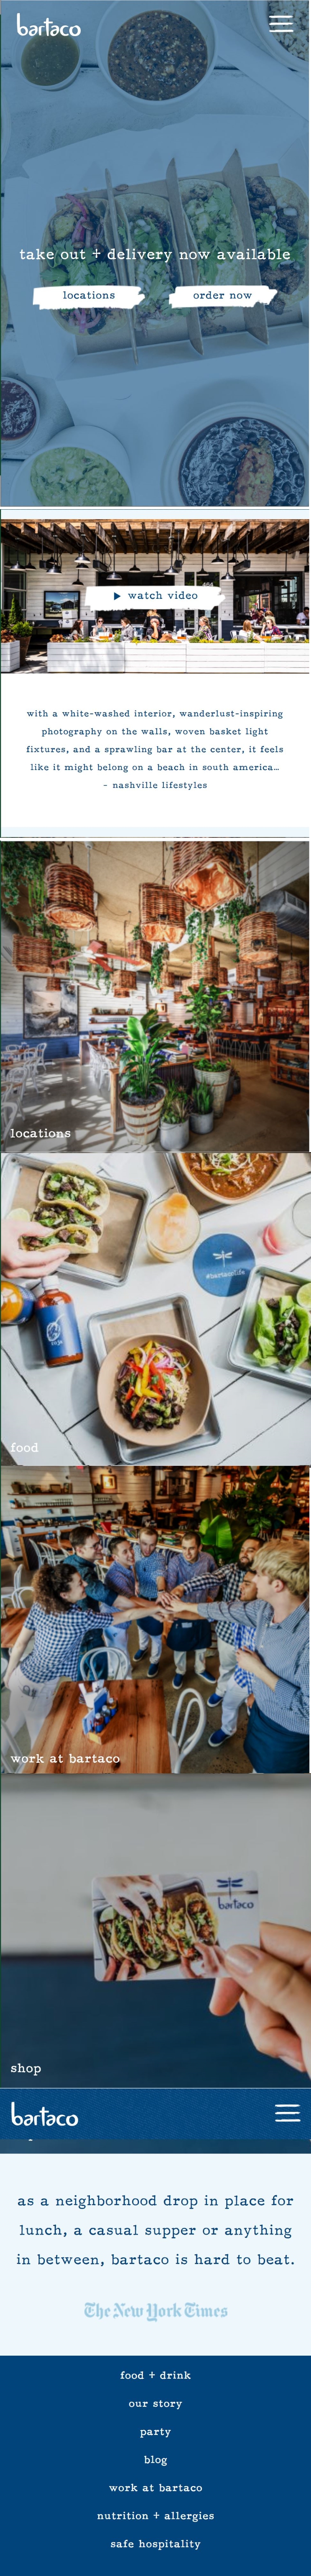 bartaco
take out + delivery now available
locations
order now
watch video
with a white-washed interior, wanderlust-inspiring
photography on the walls, woven basket light
fixtures, and a sprawling bar at the center, it feels
like it might belong on a beach in south america...
- nashville lifestyles
locations
#bartacolife
food
work at bartaco
bartaco
shop
bartaco
as a neighborhood drop in place for
lunch, a casual supper or anything
in between, bartaco is hard to beat.
The New York Times
food + drink
our story
party
blog
work at bartaco
nutrition + allergies
safe hospitality